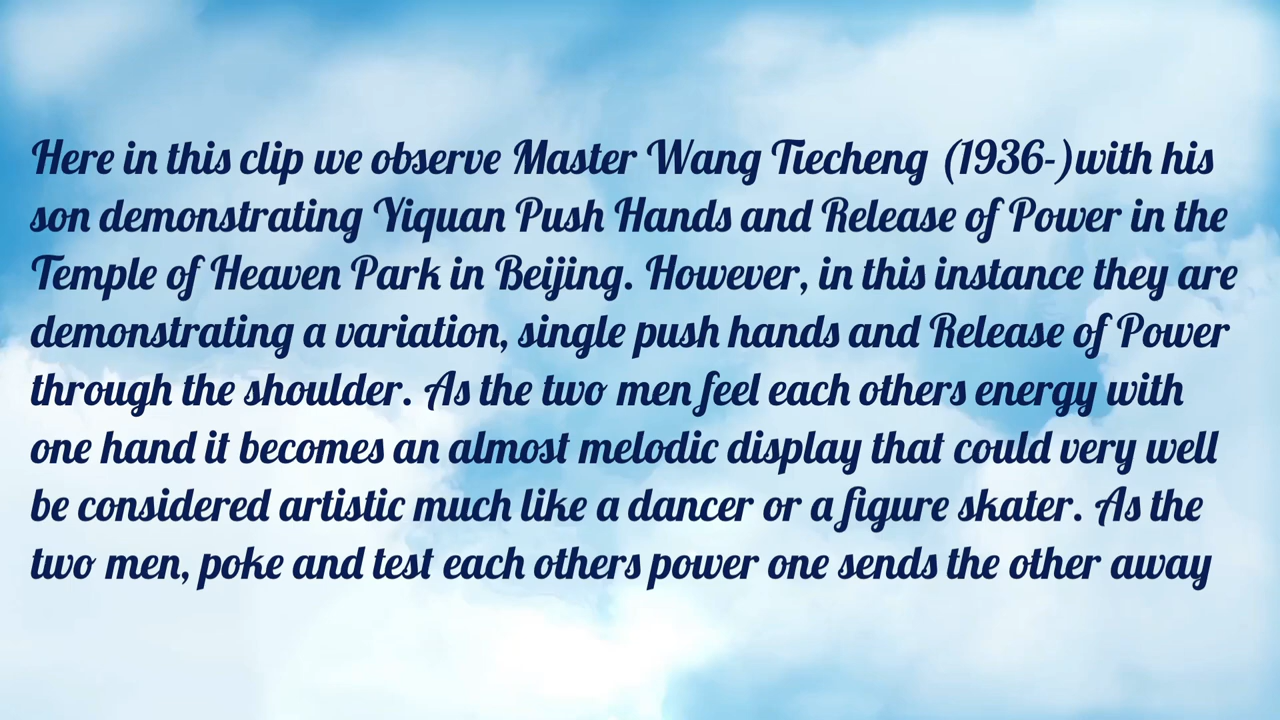 Here in this clip we observe Master Wang Tiecheng (1936-)with his
son demonstrating Yiquan Push Hands and Release of Power in the
Temple of Heaven Park in Beijing. However, in this instance they are
demonstrating a variation, single push hands and Release of Power
through the shoulder. As the two men feel each others energy with
one hand it becomes an almost melodic display that could very well
be considered artistic much like a dancer or a figure skater. As the
two men, poke and test each others power one sends the other away